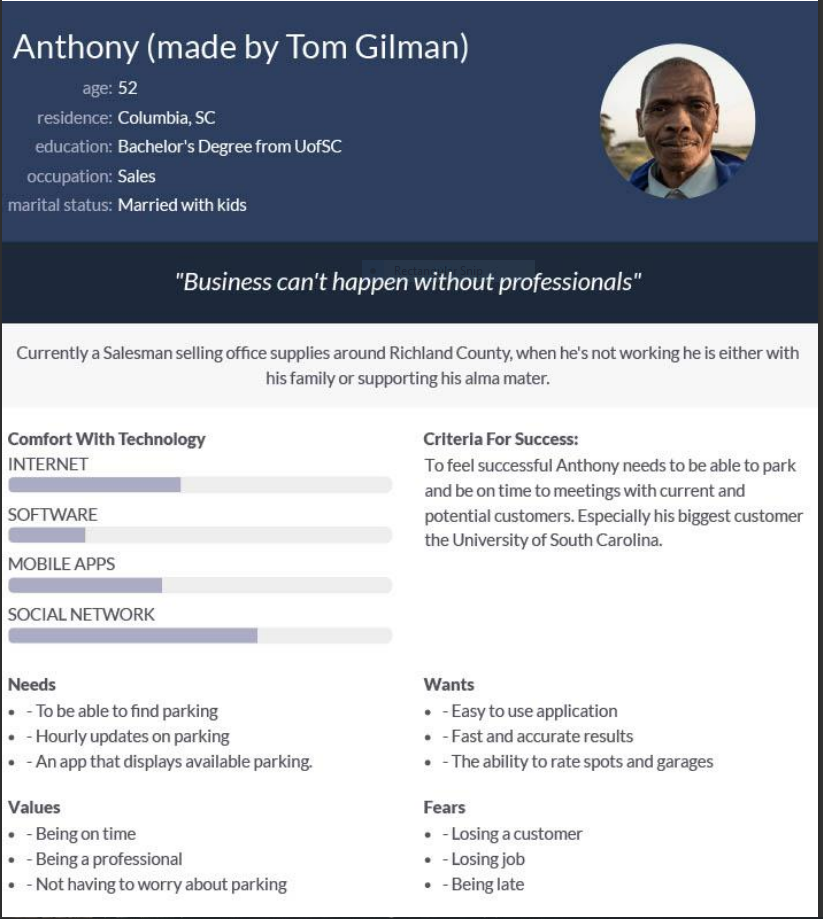 Anthony (made by Tom Gilman)
age: 52
residence: Columbia, SC
education: Bachelor's Degree from UofSC
occupation: Sales
marital status: Married with kids
Rectangular Snip
"Business can't happen without professionals"
Currently a Salesman selling office supplies around Richland County, when he's not working he is either with
his family or supporting his alma mater.
Comfort With Technology
INTERNET
SOFTWARE
MOBILE APPS
SOCIAL NETWORK
Criteria For Success:
To feel successful Anthony needs to be able to park
and be on time to meetings with current and
potential customers. Especially his biggest customer
the University of South Carolina.
Needs
• - To be able to find parking
• - Hourly updates on parking
• - An app that displays available parking.
Wants
• - Easy to use application
• - Fast and accurate results
• - The ability to rate spots and garages
Values
• - Being on time
• - Being a professional
• - Not having to worry about parking
Fears
• - Losing a customer
• - Losing job
• - Being late